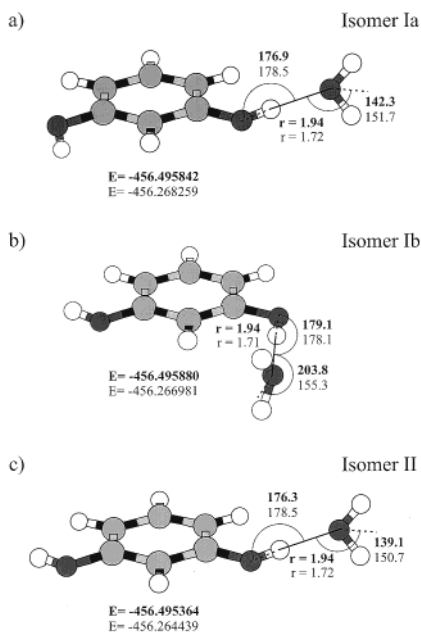 a)
Isomer Ia
176.9
178.5
142.3
151.7
r = 1.94
r = 1.72
E= -456.495842
E= -456.268259
b)
Isomer Ib
179.1
178.1
r = 1.94
r = 1.71
203.8
155.3
E= -456.495880
E= -456.266981
c)
Isomer II
176.3
178.5
139.1
150.7
r = 1.94
r = 1.72
E= -456.495364
E= -456.264439